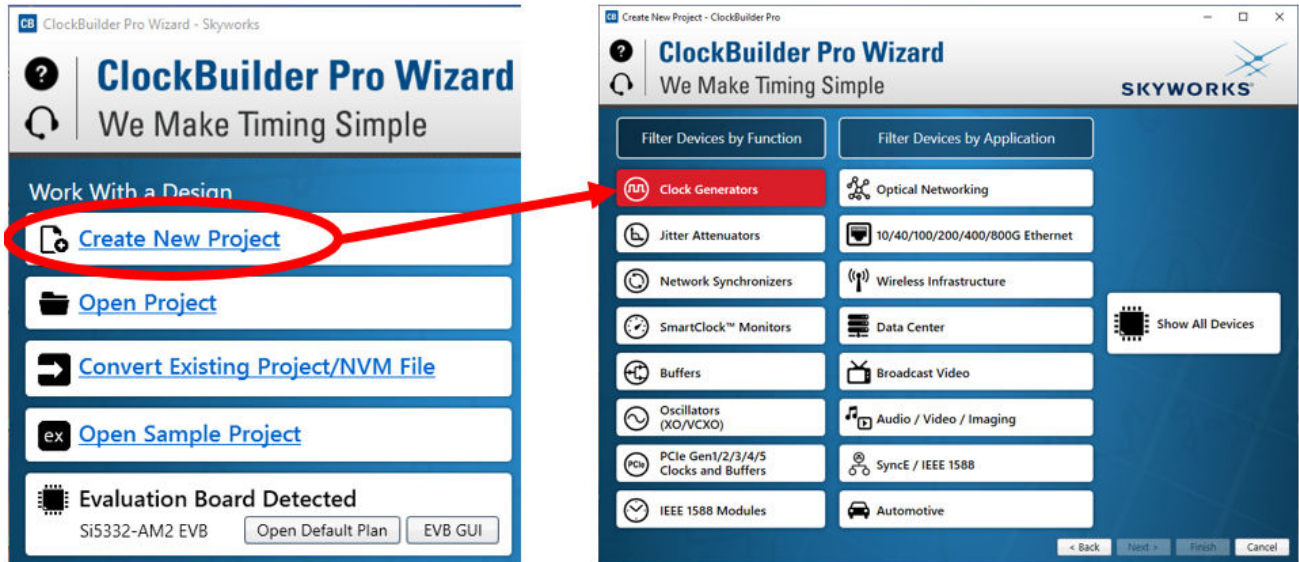 CB ClockBuilder Pro Wizard - Skyworks
?
ClockBuilder Pro Wizard
We Make Timing Simple
Work With a Design
Create New Project
Open Project
Convert Existing Project/NVM File
ex Open Sample Project
Evaluation Board Detected
Si5332-AM2 EVB Open Default Plan EVB GUI
CB Create New Project - ClockBuilder Pro
?
ClockBuilder Pro Wizard
We Make Timing Simple
SKYWORKS®
Filter Devices by Function
Clock Generators
Jitter Attenuators
Network Synchronizers
SmartClock™ Monitors
Buffers
Oscillators
(XO/VCXO)
PCIe PCIe Gen1/2/3/4/5
Clocks and Buffers
IEEE 1588 Modules
Filter Devices by Application
Optical Networking
10/40/100/200/400/800G Ethernet
Wireless Infrastructure
Data Center
Broadcast Video
Audio / Video / Imaging
SyncE / IEEE 1588
Automotive
Show All Devices
< Back Next > Finish Cancel